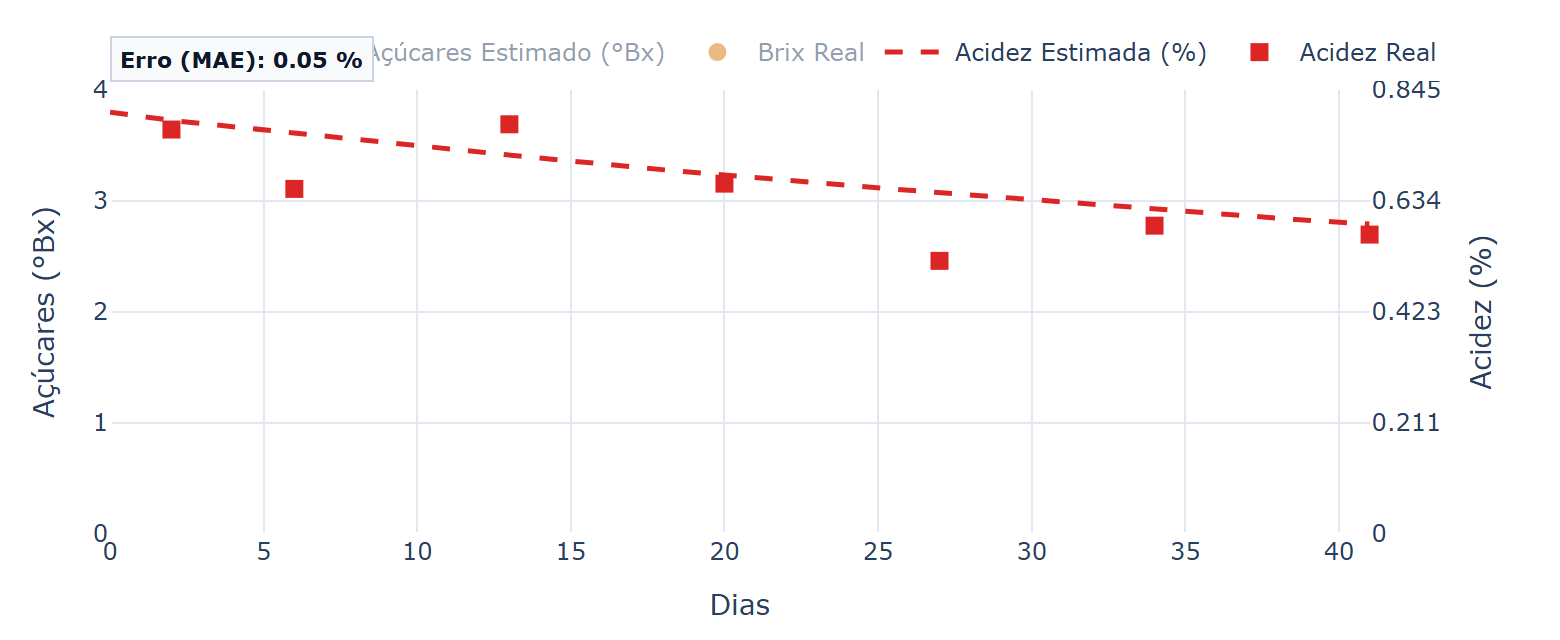 Erro (MAE): 0.05 %
Açúcares Estimado (°Bx)
Brix Real
Acidez Estimada (%)
Acidez Real
4
3
2
1
0
Açúcares (°Bx)
0.845
0.634
0.423
0.211
0
Acidez (%)
0
5
10
15
20
25
30
35
40
Dias